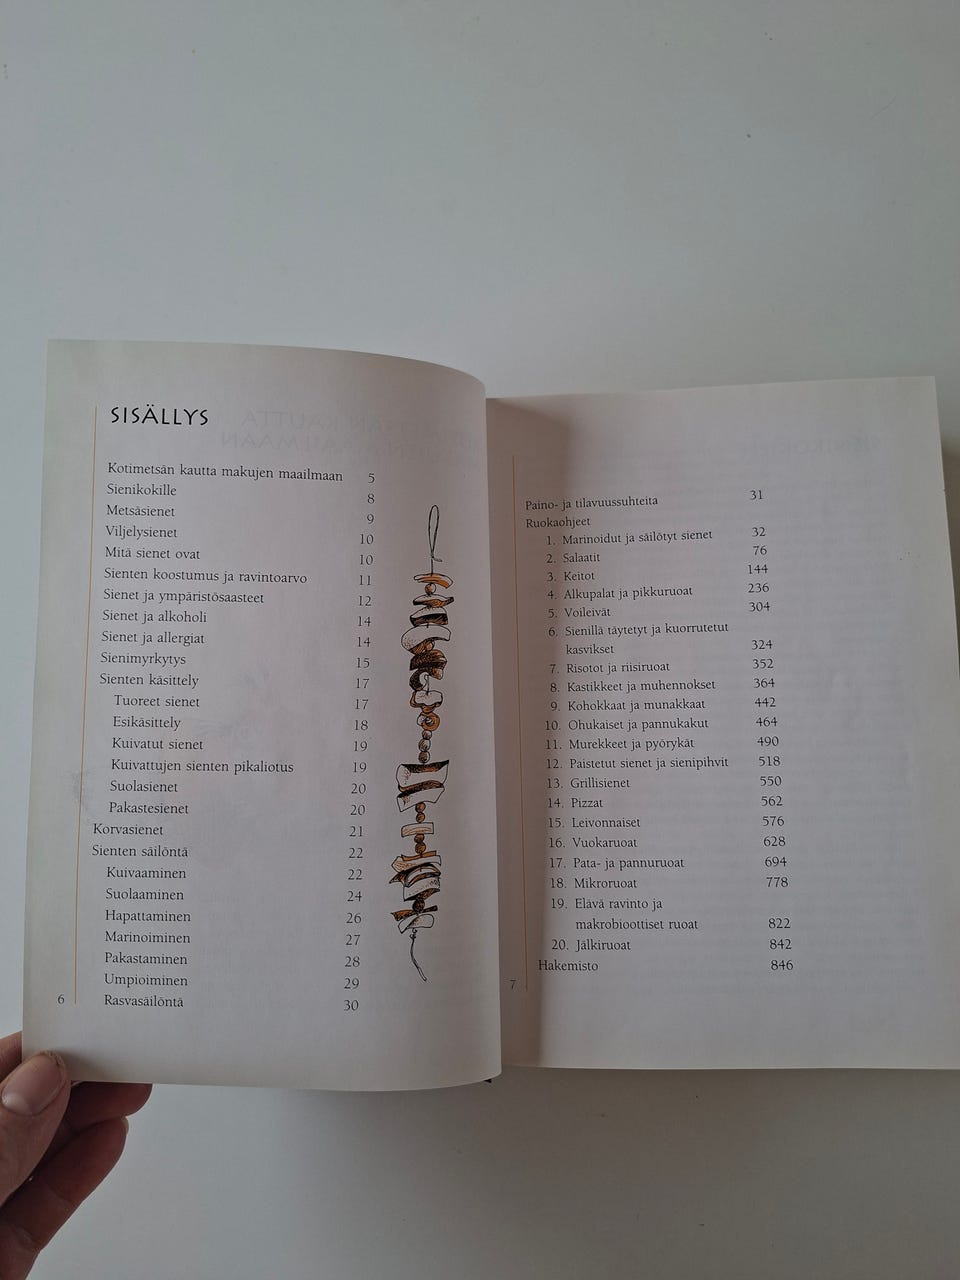 SISÄLLYS
Kotimetsän kautta makujen maailmaan 5
Sienikokille 8
Metsäsienet 9
Viljelysienet 10
Mitä sienet ovat 10
Sienten koostumus ja ravintoarvo 11
Sienet ja ympäristösaasteet 12
Sienet ja alkoholi 14
Sienet ja allergiat 14
Sienimyrkytys 15
Sienten käsittely 17
Tuoreet sienet 17
Esikäsittely 18
Kuivatut sienet 19
Kuivattujen sienten pikaliotus 19
Suolasienet 20
Pakastesienet 20
Korvasienet 21
Sienten säilöntä 22
Kuivaaminen 22
Suolaaminen 24
Hapattaminen 26
Marinoiminen 27
Pakastaminen 28
Umpioiminen 29
Rasvasäilöntä 30
6
Paino- ja tilavuussuhteita 31
Ruokaohjeet
1. Marinoidut ja säilötyt sienet 32
2. Salaatit 76
3. Keitot 144
4. Alkupalat ja pikkuruoat 236
5. Voileivät 304
6. Sienillä täytetyt ja kuorrutetut
kasvikset 324
7. Risotot ja riisiruoat 352
8. Kastikkeet ja muhennokset 364
9. Kohokkaat ja munakkaat 442
10. Ohukaiset ja pannukakut 464
11. Murekkeet ja pyörykät 490
12. Paistetut sienet ja sienipihvit 518
13. Grillisienet 550
14. Pizzat 562
15. Leivonnaiset 576
16. Vuokaruoat 628
17. Pata- ja pannuruoat 694
18. Mikroruoat 778
19. Elävä ravinto ja
makrobioottiset ruoat 822
20. Jälkiruoat 842
Hakemisto 846
7